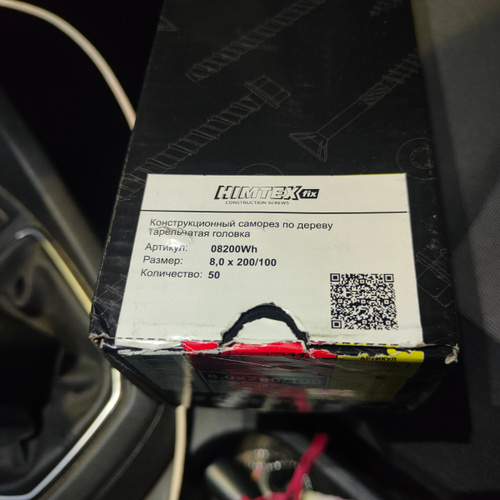 HIMTEX fix
CONSTRUCTION SCREWS
Конструкционный саморез по дереву
тарельчатая головка
Артикул: 08200Wh
Размер: 8,0 x 200/100
Количество: 50